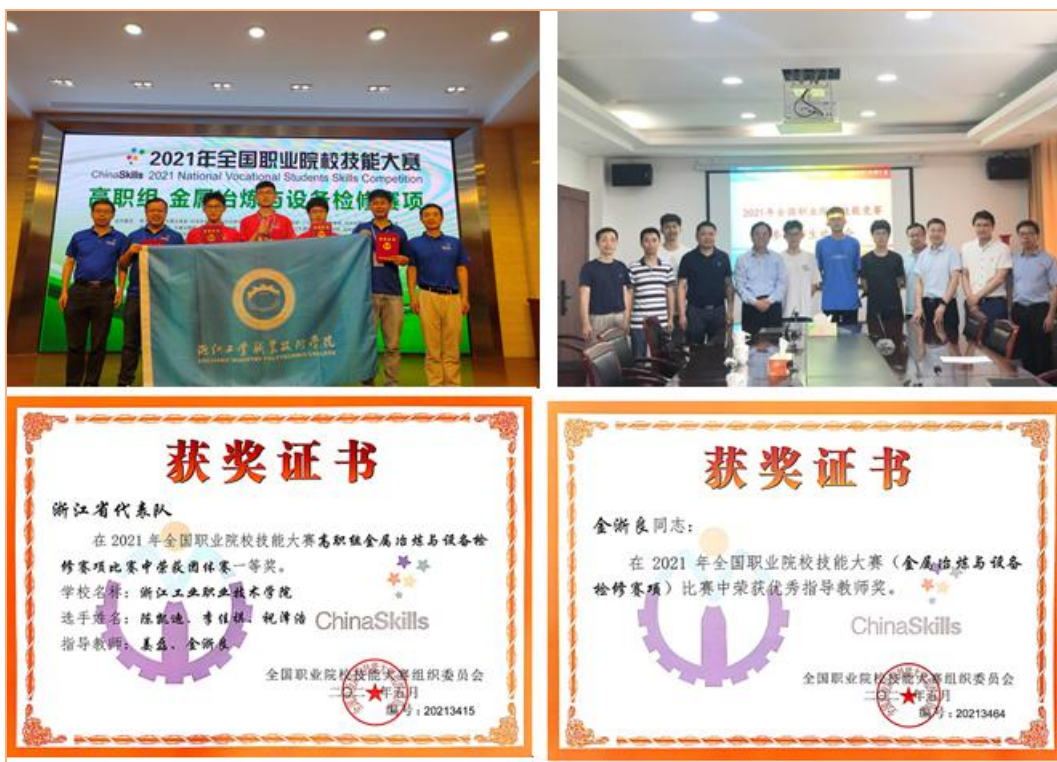 2021年全国职业院校技能大赛
ChinaSkills 2021 National Vocational Students Skills Competition
高职组 金属冶炼与设备检修赛项
浙江工业职业技术学院
ZHEJIANG INDUSTRY POLYTECHNIC COLLEGE
2021年全国职业院校技能竞赛
获奖证书
浙江省代表队
在 2021 年全国职业院校技能大赛高职组金属冶炼与设备检
修赛项比赛中荣获团体赛一等奖。
学校名称：浙江工业职业技术学院
选手姓名：陈凯迪、李佳棋、祝泽浩
指导教师：姜磊、金浙良
ChinaSkills
全国职业院校技能大赛组织委员会
二〇二一年五月
编号：20213415
获奖证书
金浙良同志：
在 2021 年全国职业院校技能大赛（金属冶炼与设备
检修赛项）比赛中荣获优秀指导教师奖。
ChinaSkills
全国职业院校技能大赛组织委员会
二〇二一年五月
编号：20213464